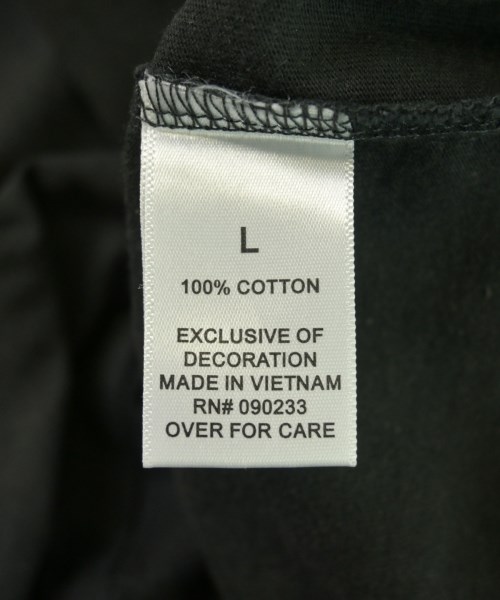 L
100% COTTON
EXCLUSIVE OF
DECORATION
MADE IN VIETNAM
RN# 090233
OVER FOR CARE